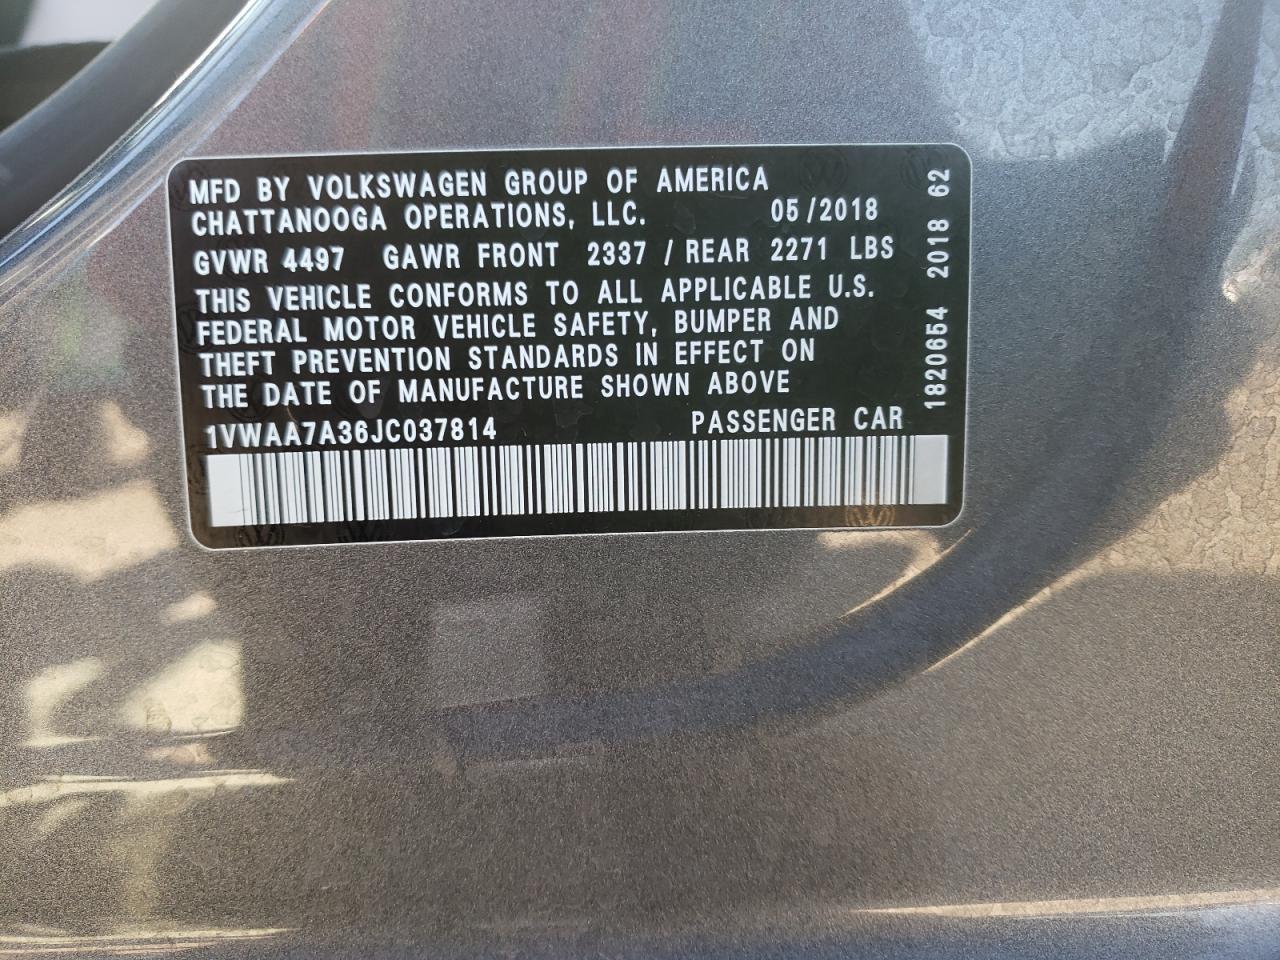 MFD BY VOLKSWAGEN GROUP OF AMERICA
CHATTANOOGA OPERATIONS, LLC. 05/2018
GVWR 4497 GAWR FRONT 2337 / REAR 2271 LBS
THIS VEHICLE CONFORMS TO ALL APPLICABLE U.S.
FEDERAL MOTOR VEHICLE SAFETY, BUMPER AND
THEFT PREVENTION STANDARDS IN EFFECT ON
THE DATE OF MANUFACTURE SHOWN ABOVE
1VWAA7A36JC037814 PASSENGER CAR
1820654 2018 62